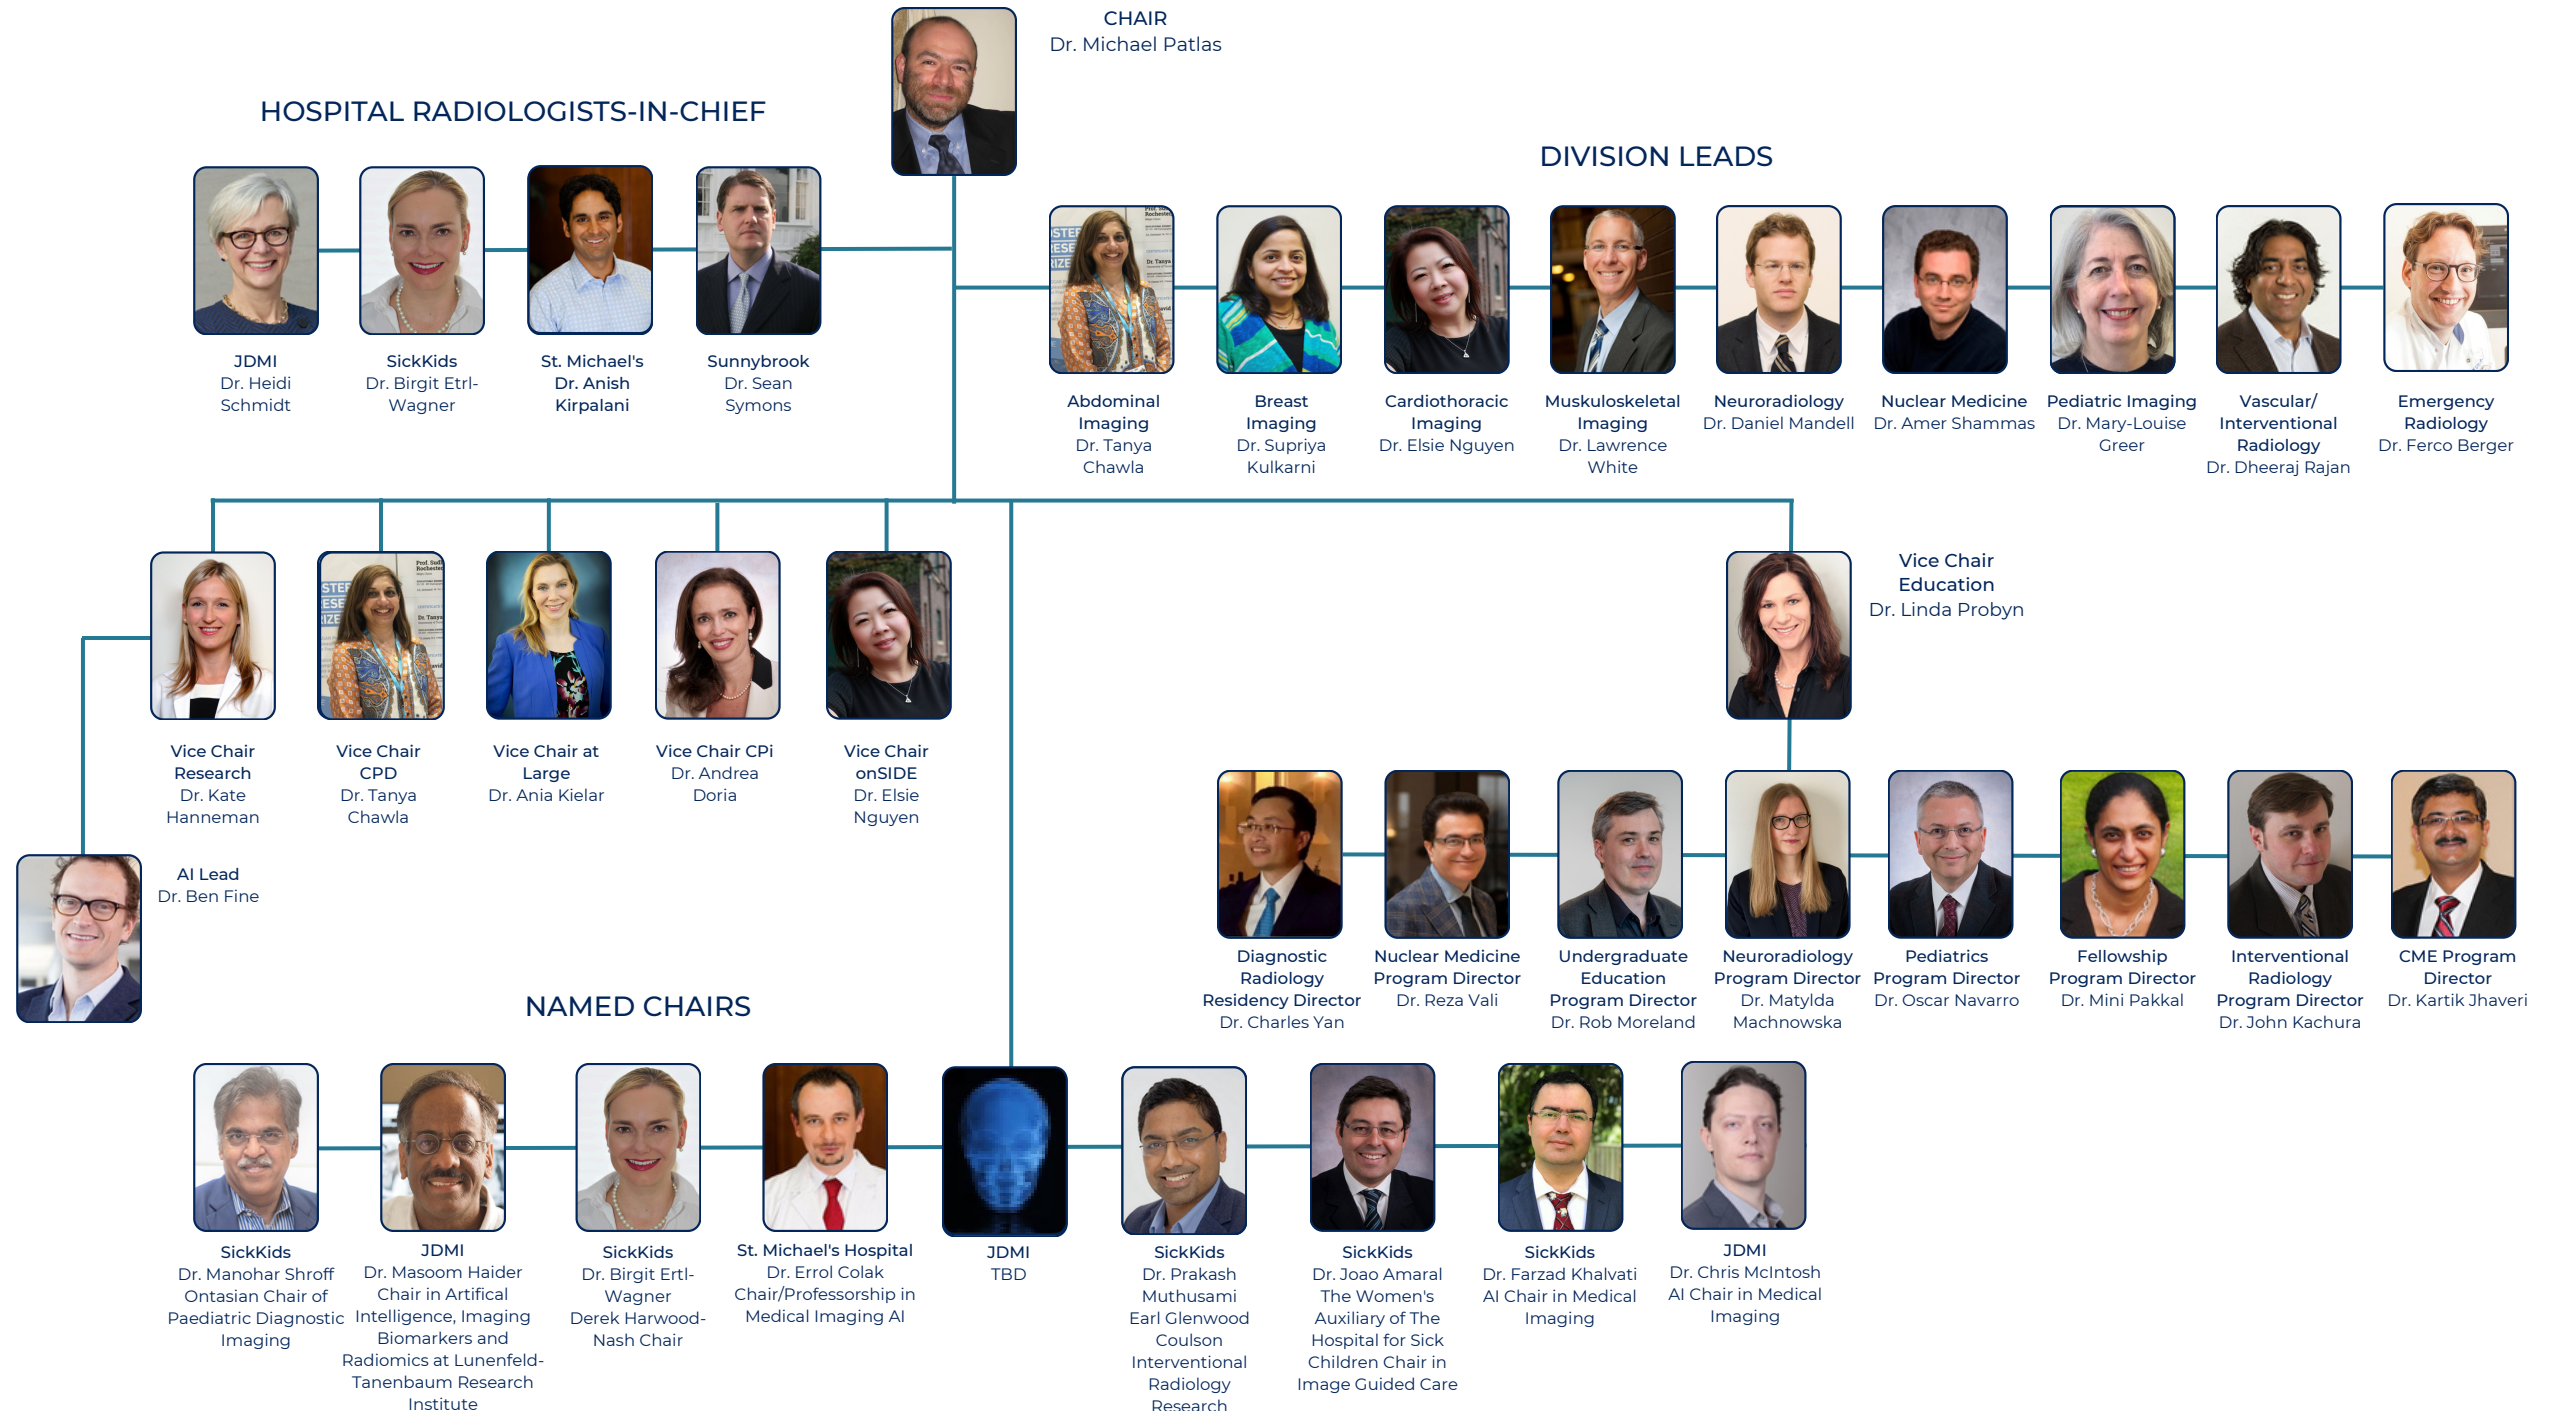 CHAIR
Dr. Michael Patlas
HOSPITAL RADIOLOGISTS-IN-CHIEF
JDMI
Dr. Heidi
Schmidt
SickKids
Dr. Birgit Etrl-
Wagner
St. Michael's
Dr. Anish
Kirpalani
Sunnybrook
Dr. Sean
Symons
DIVISION LEADS
Abdominal
Imaging
Dr. Tanya
Chawla
Breast
Imaging
Dr. Supriya
Kulkarni
Cardiothoracic
Imaging
Dr. Elsie Nguyen
Muskuloskeletal
Imaging
Dr. Lawrence
White
Neuroradiology
Dr. Daniel Mandell
Nuclear Medicine
Dr. Amer Shammas
Pediatric Imaging
Dr. Mary-Louise
Greer
Vascular/
Interventional
Radiology
Dr. Dheeraj Rajan
Emergency
Radiology
Dr. Ferco Berger
Vice Chair
Research
Dr. Kate
Hanneman
Vice Chair
CPD
Dr. Tanya
Chawla
Vice Chair at
Large
Dr. Ania Kielar
Vice Chair CPi
Dr. Andrea
Doria
Vice Chair
onSIDE
Dr. Elsie
Nguyen
Vice Chair
Education
Dr. Linda Probyn
AI Lead
Dr. Ben Fine
Diagnostic
Radiology
Residency Director
Dr. Charles Yan
Nuclear Medicine
Program Director
Dr. Reza Vali
Undergraduate
Education
Program Director
Dr. Rob Moreland
Neuroradiology
Program Director
Dr. Matylda
Machnowska
Pediatrics
Program Director
Dr. Oscar Navarro
Fellowship
Program Director
Dr. Mini Pakkal
Interventional
Radiology
Program Director
Dr. John Kachura
CME Program
Director
Dr. Kartik Jhaveri
NAMED CHAIRS
SickKids
Dr. Manohar Shroff
Ontasian Chair of
Paediatric Diagnostic
Imaging
JDMI
Dr. Masoom Haider
Chair in Artifical
Intelligence, Imaging
Biomarkers and
Radiomics at Lunenfeld-
Tanenbaum Research
Institute
SickKids
Dr. Birgit Ertl-
Wagner
Derek Harwood-
Nash Chair
St. Michael's Hospital
Dr. Errol Colak
Chair/Professorship in
Medical Imaging AI
JDMI
TBD
SickKids
Dr. Prakash
Muthusami
Earl Glenwood
Coulson
Interventional
Radiology
Research
SickKids
Dr. Joao Amaral
The Women's
Auxiliary of The
Hospital for Sick
Children Chair in
Image Guided Care
SickKids
Dr. Farzad Khalvati
AI Chair in Medical
Imaging
JDMI
Dr. Chris McIntosh
AI Chair in Medical
Imaging